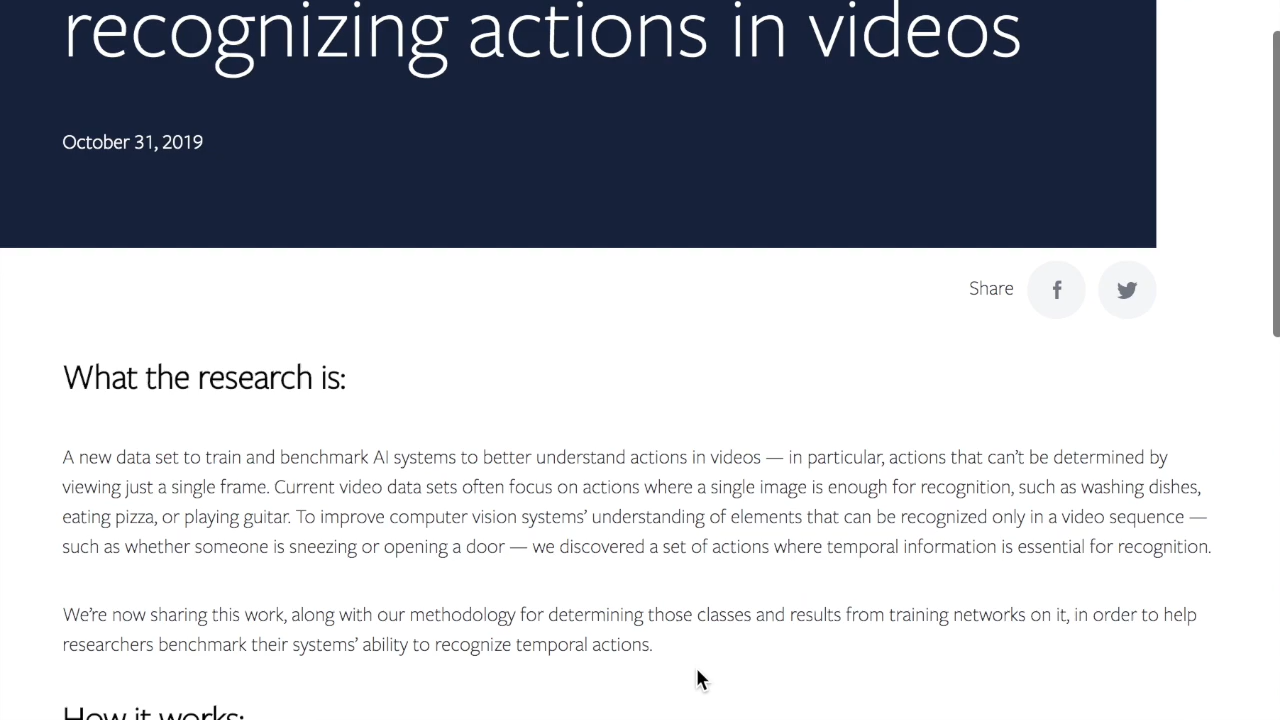 recognizing actions in videos
October 31, 2019
Share
What the research is:
A new data set to train and benchmark AI systems to better understand actions in videos — in particular, actions that can’t be determined by
viewing just a single frame. Current video data sets often focus on actions where a single image is enough for recognition, such as washing dishes,
eating pizza, or playing guitar. To improve computer vision systems’ understanding of elements that can be recognized only in a video sequence —
such as whether someone is sneezing or opening a door — we discovered a set of actions where temporal information is essential for recognition.
We’re now sharing this work, along with our methodology for determining those classes and results from training networks on it, in order to help
researchers benchmark their systems’ ability to recognize temporal actions.
How it works: